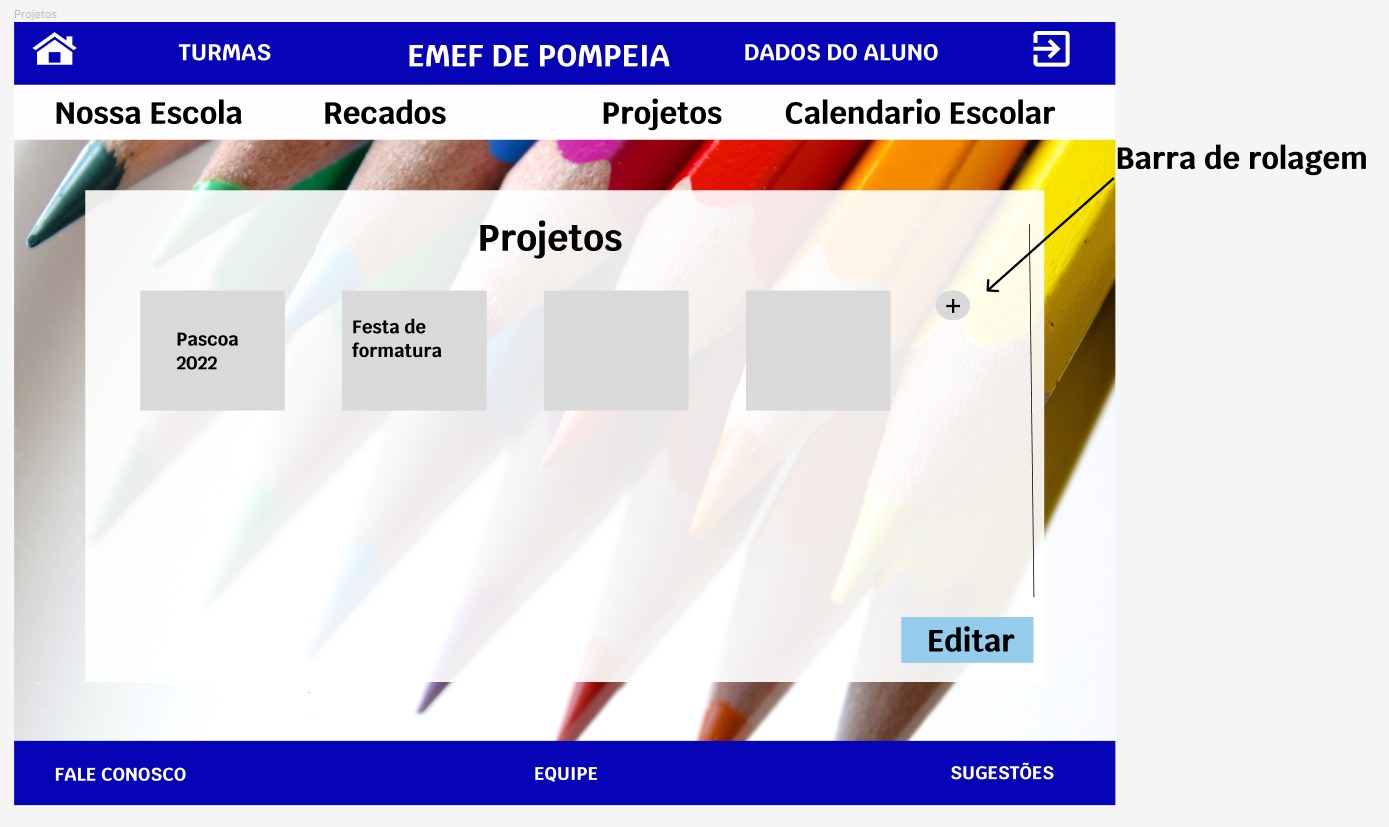 Projetos
TURMAS
EMEF DE POMPEIA
DADOS DO ALUNO
Nossa Escola
Recados
Projetos
Calendario Escolar
Barra de rolagem
Projetos
Pascoa
2022
Festa de
formatura
+
Editar
FALE CONOSCO
EQUIPE
SUGESTÕES